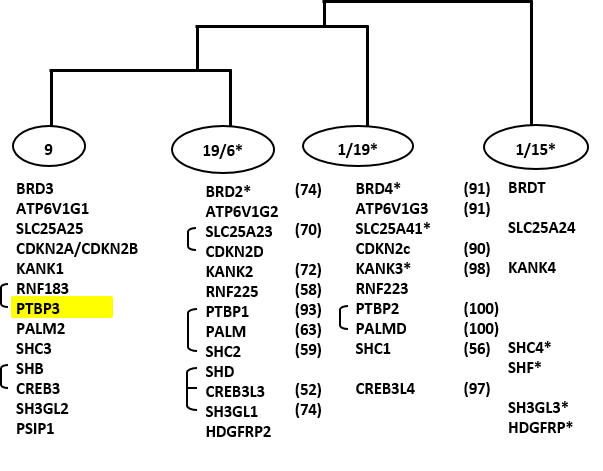 9 19/6* 1/19* 1/15*
BRD3 BRD2* (74) BRD4* (91) BRDT
ATP6V1G1 ATP6V1G2 ATP6V1G3 (91)
SLC25A25 SLC25A23 (70) SLC25A41* SLC25A24
CDKN2A/CDKN2B CDKN2D CDKN2c (90)
KANK1 KANK2 (72) KANK3* (98) KANK4
RNF183 RNF225 (58) RNF223
PTBP3 PTBP1 (93) PTBP2 (100)
PALM2 PALM (63) PALMD (100)
SHC3 SHC2 (59) SHC1 (56) SHC4*
SHB SHD SHF*
CREB3 CREB3L3 (52) CREB3L4 (97)
SH3GL2 SH3GL1 (74) SH3GL3*
PSIP1 HDGFRP2 HDGFRP*